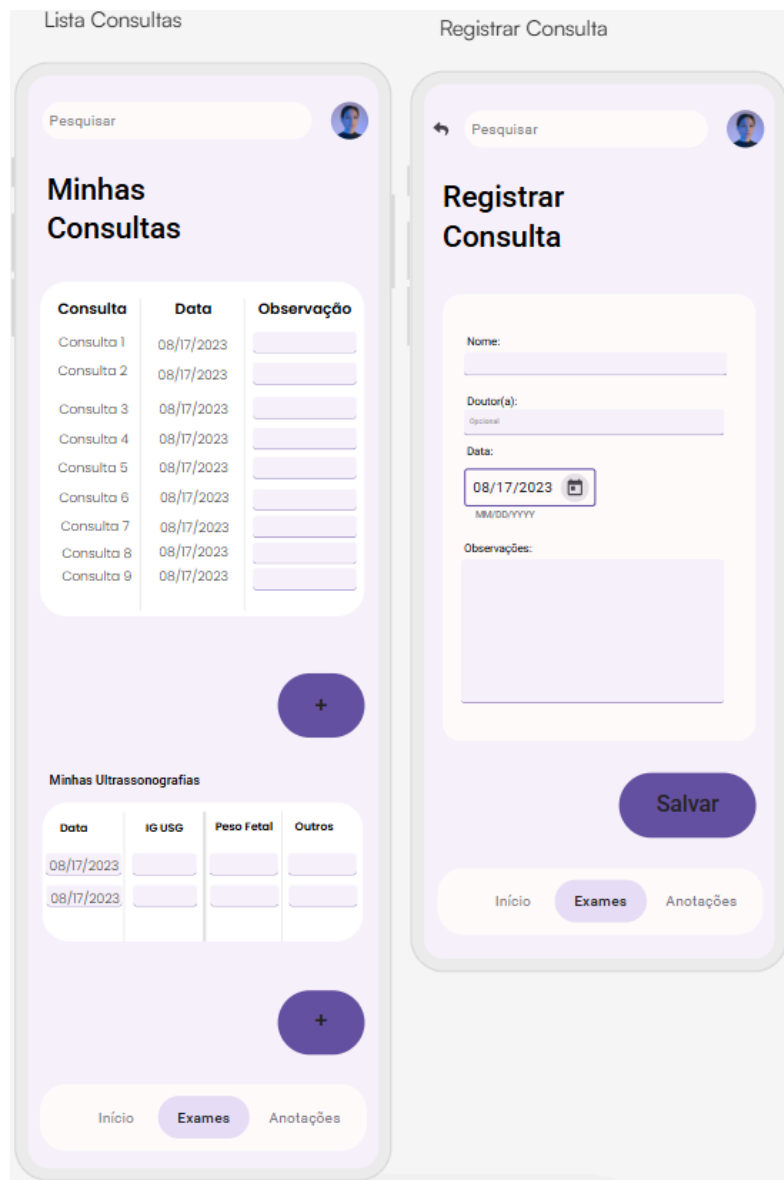 Lista Consultas
Pesquisar
Minhas
Consultas
Consulta Data Observação
Consulta 1 08/17/2023
Consulta 2 08/17/2023
Consulta 3 08/17/2023
Consulta 4 08/17/2023
Consulta 5 08/17/2023
Consulta 6 08/17/2023
Consulta 7 08/17/2023
Consulta 8 08/17/2023
Consulta 9 08/17/2023
+
Minhas Ultrassonografias
Data IG USG Peso Fetal Outros
08/17/2023
08/17/2023
+
Início Exames Anotações
Registrar Consulta
Pesquisar
Registrar
Consulta
Nome:
Doutor(a):
Opcional
Data:
08/17/2023
MM/DD/YYYY
Observações:
Salvar
Início Exames Anotações